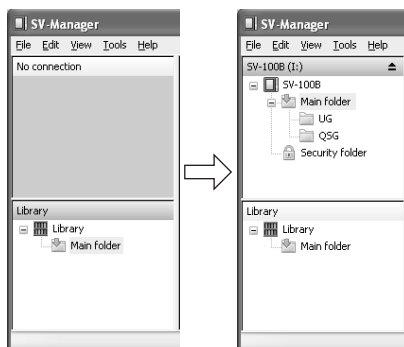 SV-Manager
File Edit View Tools Help
No connection
Library
Library
Main folder
SV-Manager
File Edit View Tools Help
SV-100B (I:)
SV-100B
Main folder
UG
QSG
Security folder
Library
Library
Main folder